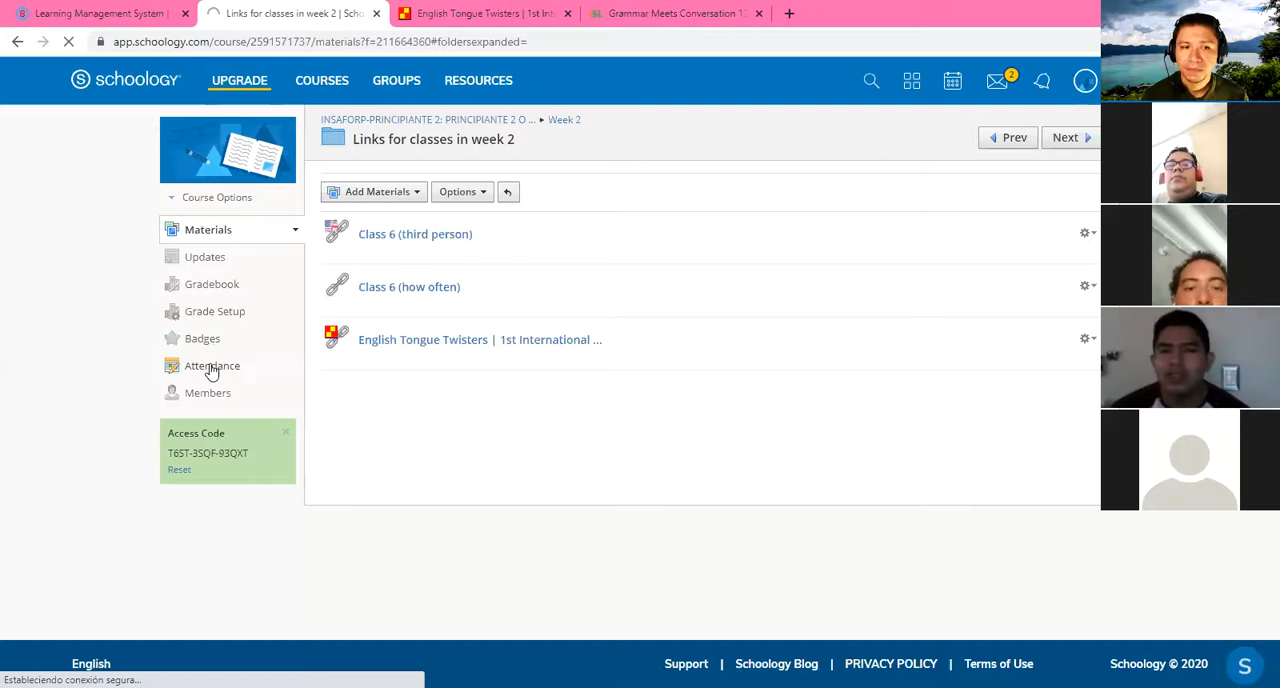 Learning Management System |
Links for classes in week 2 | Scho
English Tongue Twisters | 1st Int
Grammar Meets Conversation 12
app.schoology.com/course/2591571737/materials?f=211664360#foldersexpanded=
S schoology
UPGRADE
COURSES
GROUPS
RESOURCES
2
INSAFORP-PRINCIPIANTE 2: PRINCIPIANTE 2 O ... Week 2
Links for classes in week 2
Prev
Next
Course Options
Add Materials
Options
Materials
Updates
Gradebook
Grade Setup
Badges
Attendance
Members
Class 6 (third person)
Class 6 (how often)
English Tongue Twisters | 1st International ...
Access Code
T6ST-3SQF-93QXT
Reset
English
Support | Schoology Blog | PRIVACY POLICY | Terms of Use
Schoology © 2020
S
Estableciendo conexión segura...